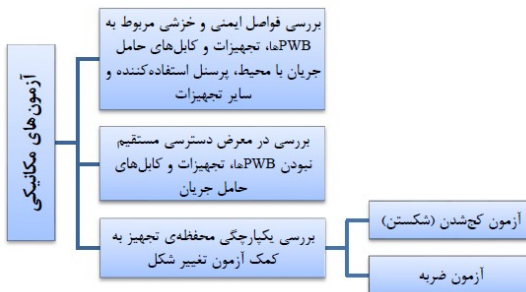 آزمون‌های مکانیکی
بررسی فواصل ایمنی و خزشی مربوط به
PWBها، تجهیزات و کابل‌های حامل
جریان با محیط، پرسنل استفاده‌کننده و
سایر تجهیزات
بررسی در معرض دسترسی مستقیم
نبودن PWBها، تجهیزات و کابل‌های
حامل جریان
بررسی یکپارچگی محفظه‌ی تجهیز به
کمک آزمون تغییر شکل
آزمون کج‌شدن (شکستن)
آزمون ضربه